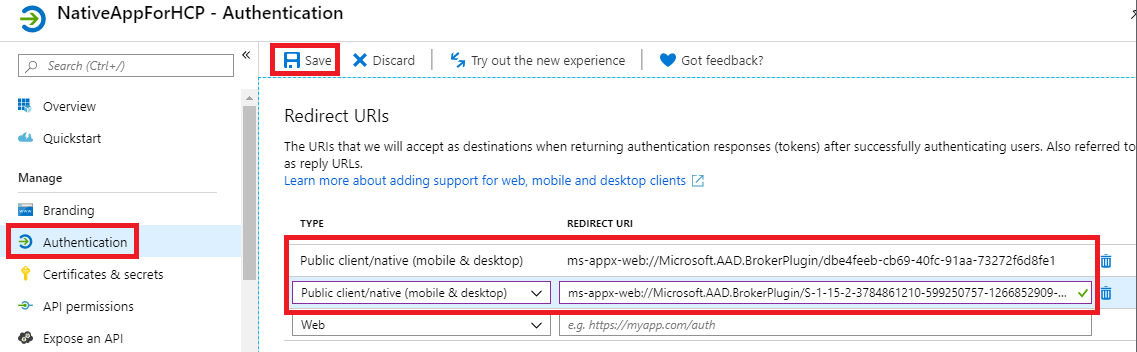 NativeAppForHCP - Authentication
Search (Ctrl+/)
«
Overview
Quickstart
Manage
Branding
Authentication
Certificates & secrets
API permissions
Expose an API
Save
Discard
Try out the new experience
Got feedback?
Redirect URIs
The URIs that we will accept as destinations when returning authentication responses (tokens) after successfully authenticating users. Also referred to
as reply URLs.
Learn more about adding support for web, mobile and desktop clients
TYPE REDIRECT URI
Public client/native (mobile & desktop) ms-appx-web://Microsoft.AAD.BrokerPlugin/dbe4feeb-cb69-40fc-91aa-73272f6d8fe1
Public client/native (mobile & desktop) ms-appx-web://Microsoft.AAD.BrokerPlugin/S-1-15-2-3784861210-599250757-1266852909-...
Web e.g. https://myapp.com/auth